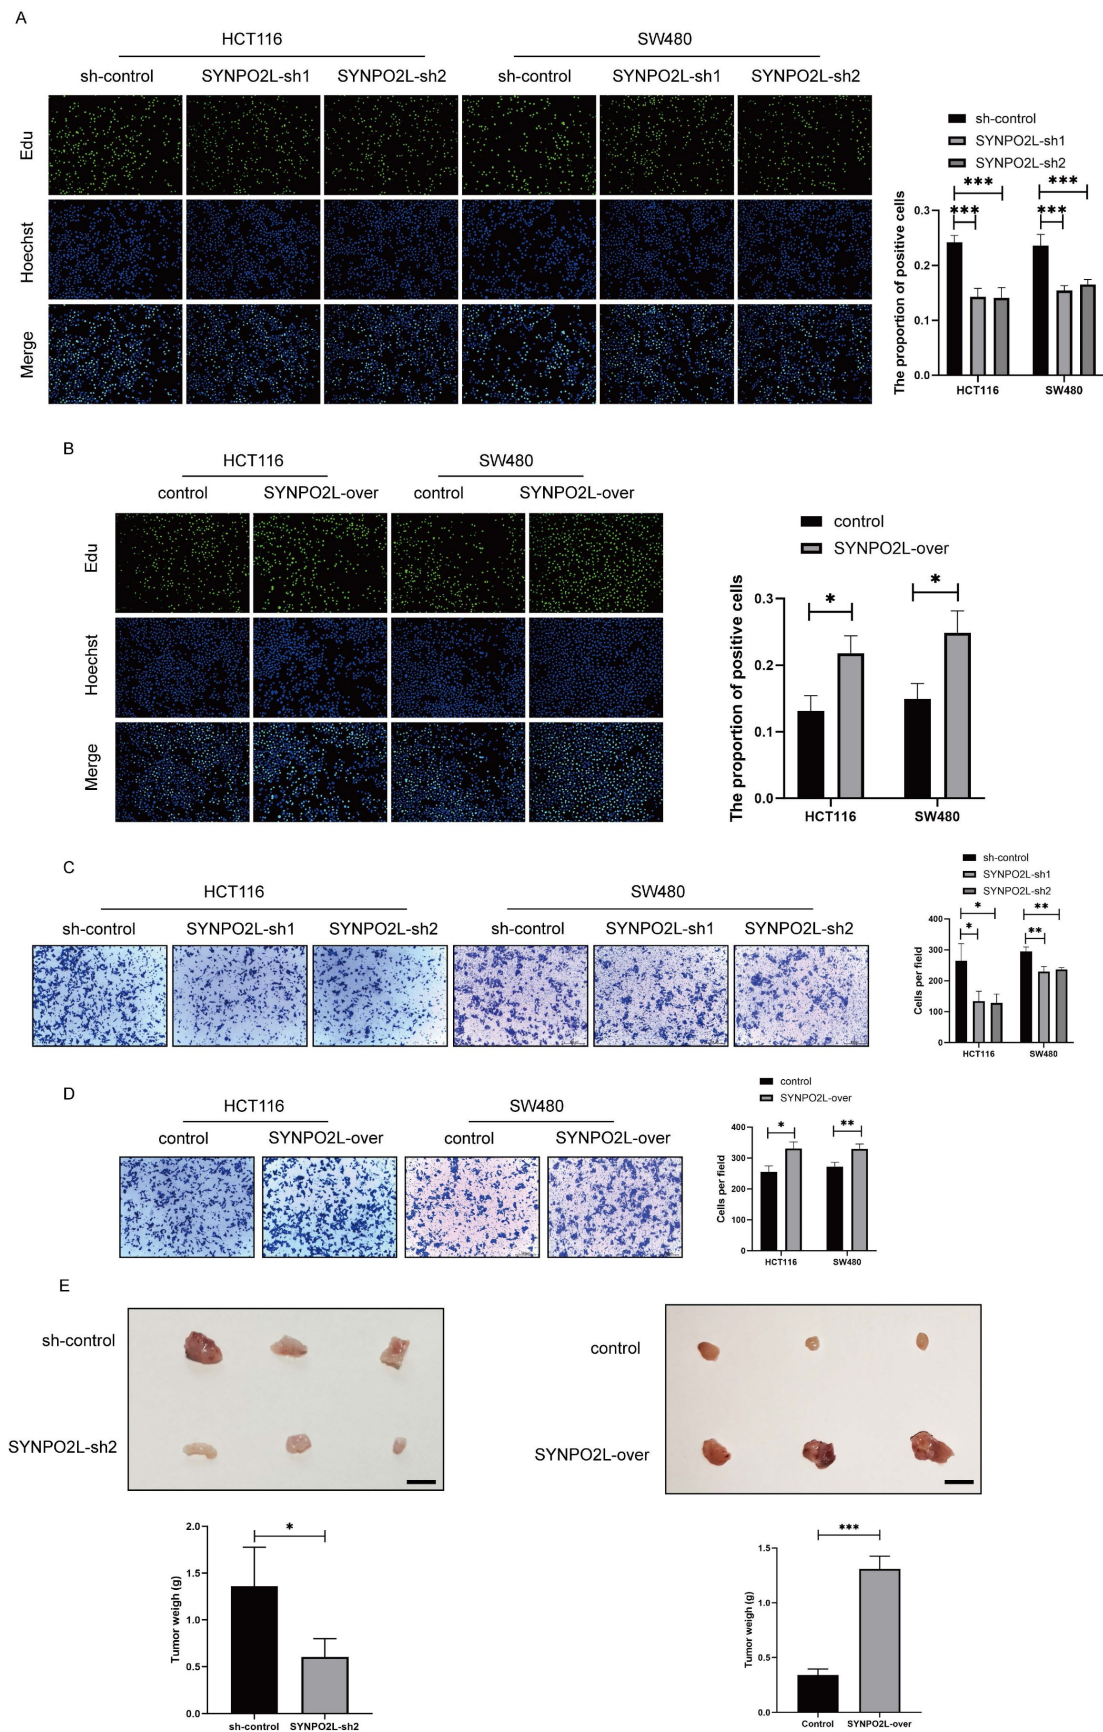 A
HCT116 SW480
sh-control SYNPO2L-sh1 SYNPO2L-sh2 sh-control SYNPO2L-sh1 SYNPO2L-sh2
Edu
Hoechst
Merge
sh-control
SYNPO2L-sh1
SYNPO2L-sh2
The proportion of positive cells
0.3
0.2
0.1
0.0
*** *** *** ***
HCT116 SW480
B
HCT116 SW480
control SYNPO2L-over control SYNPO2L-over
Edu
Hoechst
Merge
control
SYNPO2L-over
The proportion of positive cells
0.3
0.2
0.1
0.0
* *
HCT116 SW480
C
HCT116 SW480
sh-control SYNPO2L-sh1 SYNPO2L-sh2 sh-control SYNPO2L-sh1 SYNPO2L-sh2
sh-control
SYNPO2L-sh1
SYNPO2L-sh2
Cells per field
400
300
200
100
0
* * ** **
HCT116 SW480
D
HCT116 SW480
control SYNPO2L-over control SYNPO2L-over
control
SYNPO2L-over
Cells per field
400
300
200
100
0
* **
HCT116 SW480
E
sh-control
SYNPO2L-sh2
control
SYNPO2L-over
Tumor weigh (g)
2.0
1.5
1.0
0.5
0.0
*
sh-control SYNPO2L-sh2
Tumor weigh (g)
1.5
1.0
0.5
0.0
***
Control SYNPO2L-over